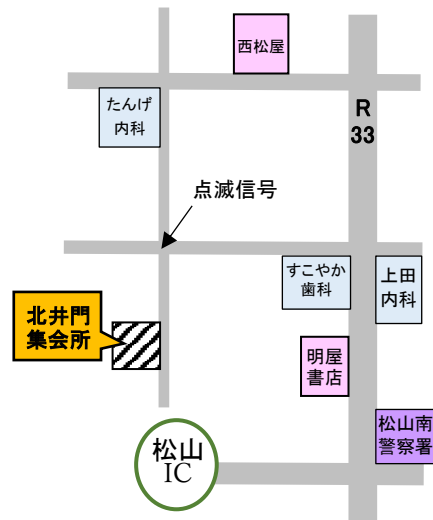 西松屋
たんげ
内科
R
33
点滅信号
すこやか
歯科
上田
内科
北井門
集会所
明屋
書店
松山南
警察署
松山
IC